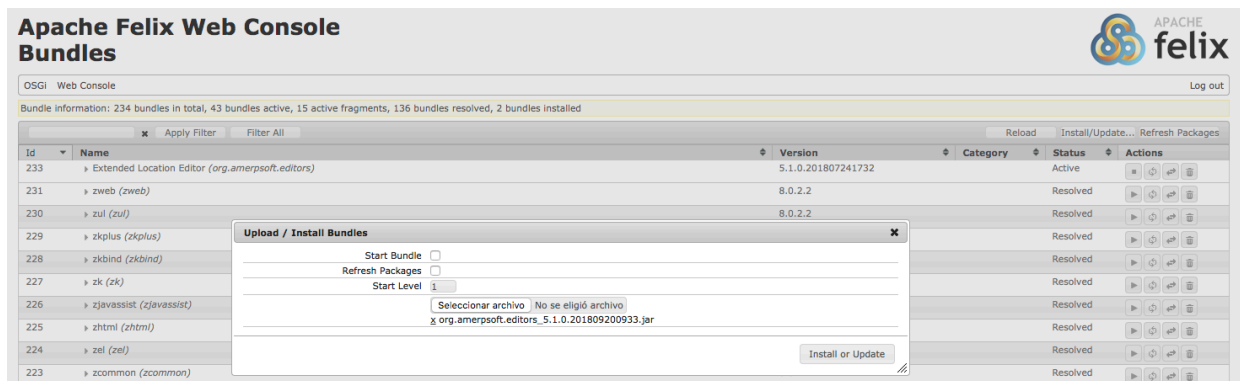 Apache Felix Web Console
Bundles
APACHE
felix
OSGi Web Console Log out
Bundle information: 234 bundles in total, 43 bundles active, 15 active fragments, 136 bundles resolved, 2 bundles installed
x Apply Filter Filter All Reload Install/Update... Refresh Packages
Id Name Version Category Status Actions
233 Extended Location Editor (org.amerpsoft.editors) 5.1.0.201807241732 Active
231 zweb (zweb) 8.0.2.2 Resolved
230 zul (zul) 8.0.2.2 Resolved
229 zkplus (zkplus) Resolved
228 zkbind (zkbind) Resolved
227 zk (zk) Resolved
226 zjavassist (zjavassist) Resolved
225 zhtml (zhtml) Resolved
224 zel (zel) Resolved
223 zcommon (zcommon) Resolved
Upload / Install Bundles x
Start Bundle
Refresh Packages
Start Level 1
Seleccionar archivo No se eligió archivo
x org.amerpsoft.editors_5.1.0.201809200933.jar
Install or Update